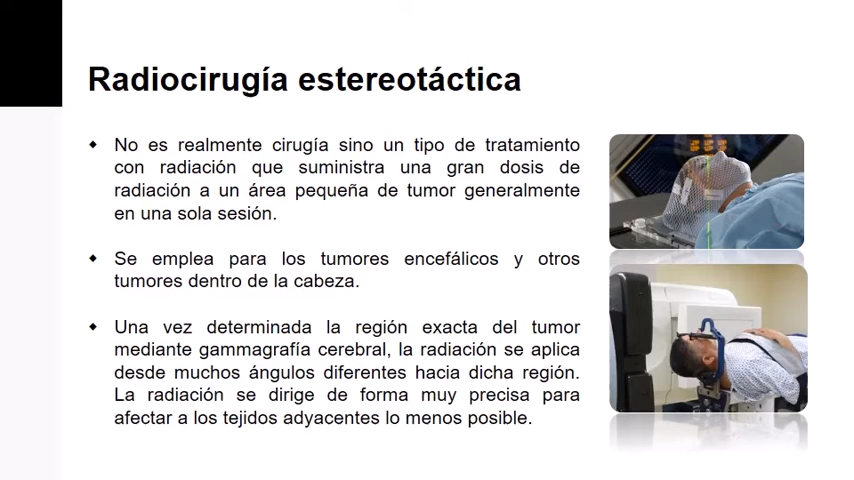 Radiocirugía estereotáctica
No es realmente cirugía sino un tipo de tratamiento
con radiación que suministra una gran dosis de
radiación a un área pequeña de tumor generalmente
en una sola sesión.
Se emplea para los tumores encefálicos y otros
tumores dentro de la cabeza.
Una vez determinada la región exacta del tumor
mediante gammagrafía cerebral, la radiación se aplica
desde muchos ángulos diferentes hacia dicha región.
La radiación se dirige de forma muy precisa para
afectar a los tejidos adyacentes lo menos posible.